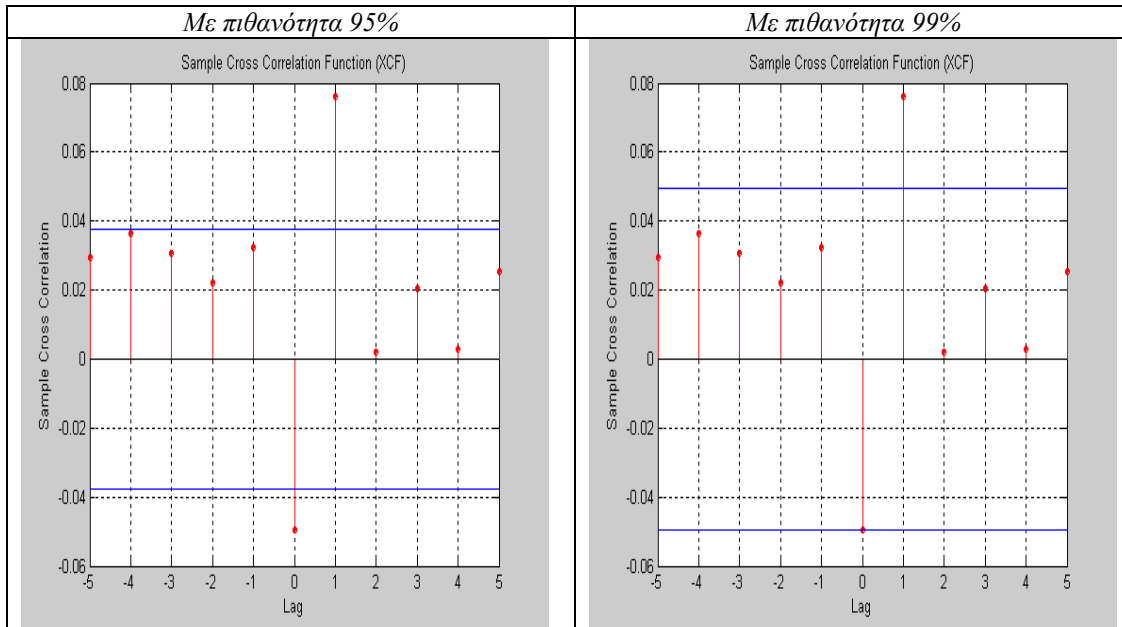 Με πιθανότητα 95%
Με πιθανότητα 99%
Sample Cross Correlation Function (XCF)
Sample Cross Correlation
0.08
0.06
0.04
0.02
0
-0.02
-0.04
-0.06
-5 -4 -3 -2 -1 0 1 2 3 4 5
Lag
Sample Cross Correlation Function (XCF)
Sample Cross Correlation
0.08
0.06
0.04
0.02
0
-0.02
-0.04
-0.06
-5 -4 -3 -2 -1 0 1 2 3 4 5
Lag